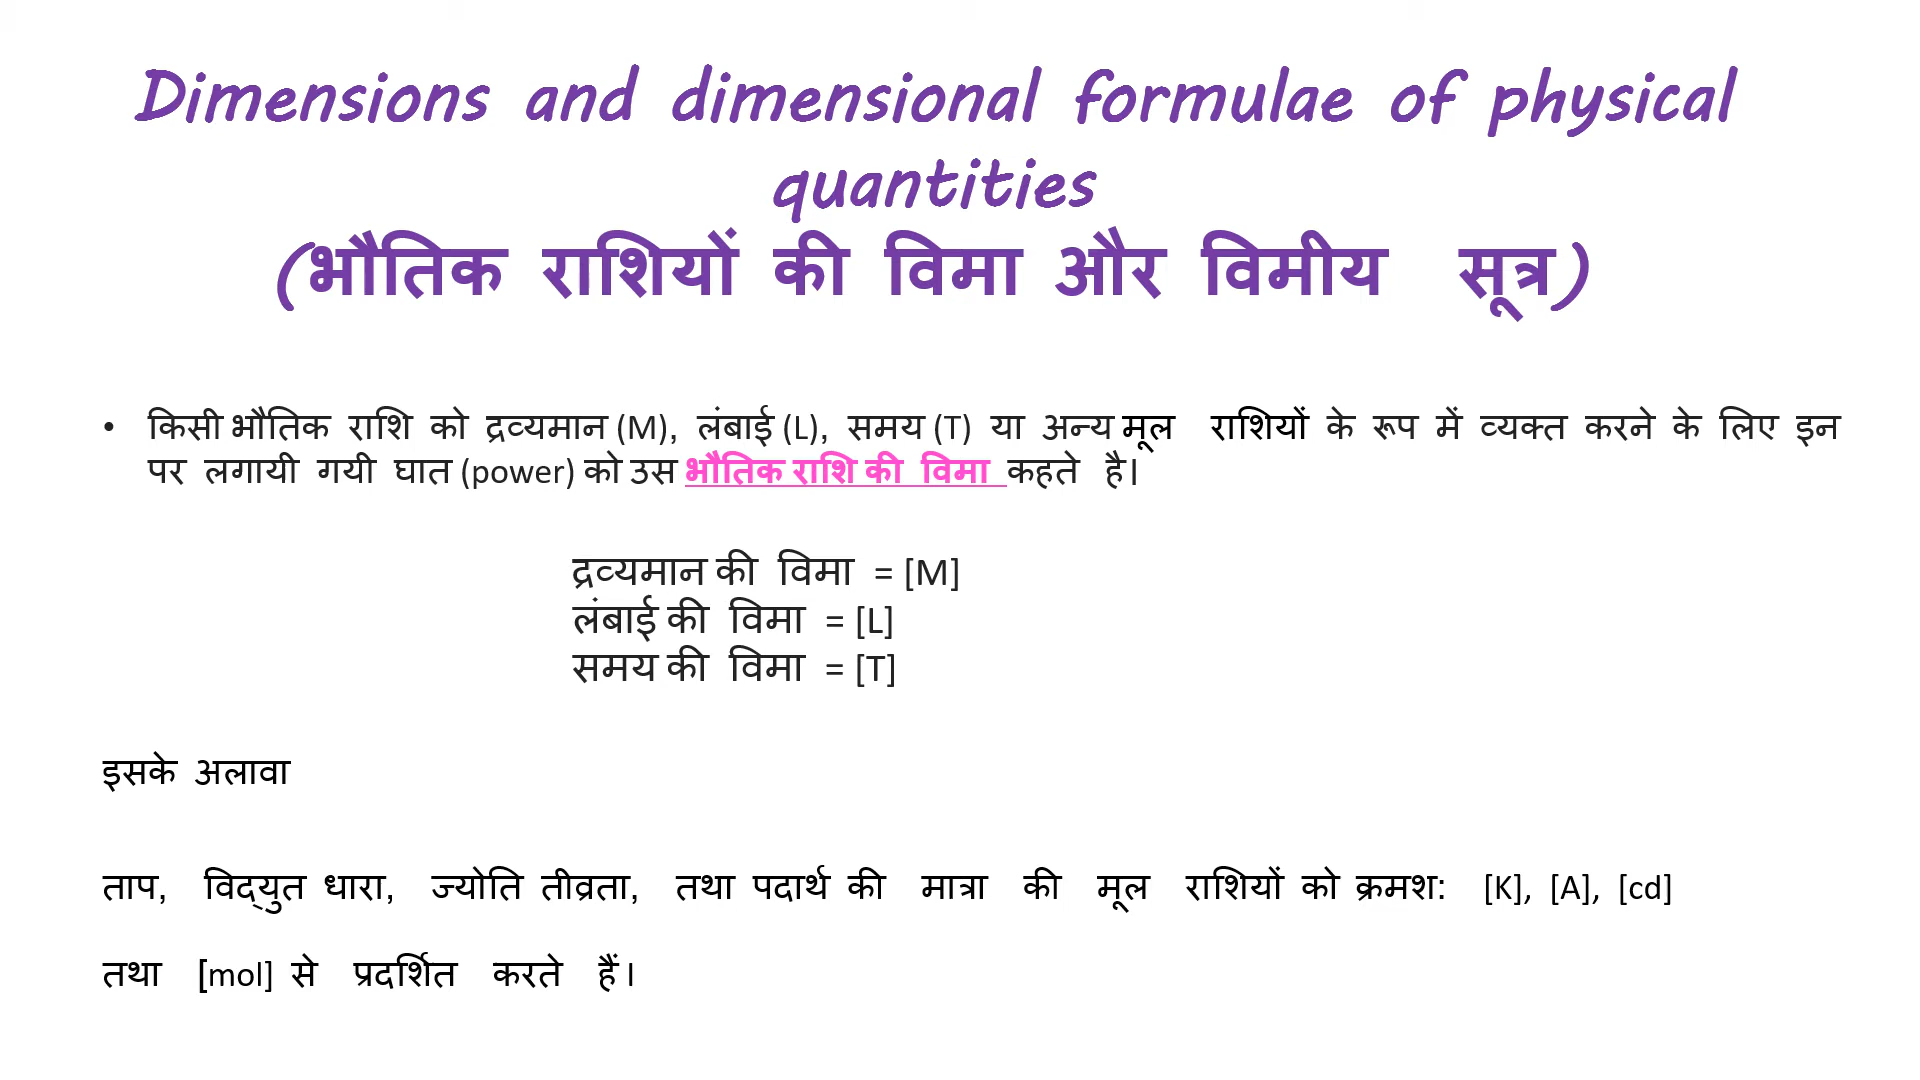 Dimensions and dimensional formulae of physical
quantities
(भौतिक राशियों की विमा और विमीय सूत्र)
• किसी भौतिक राशि को द्रव्यमान (M), लंबाई (L), समय (T) या अन्य मूल राशियों के रूप में व्यक्त करने के लिए इन
पर लगायी गयी घात (power) को उस भौतिक राशि की विमा कहते है।
द्रव्यमान की विमा = [M]
लंबाई की विमा = [L]
समय की विमा = [T]
इसके अलावा
ताप, विद्‌युत धारा, ज्योति तीव्रता, तथा पदार्थ की मात्रा की मूल राशियों को क्रमश: [K], [A], [cd]
तथा [mol] से प्रदर्शित करते हैं।